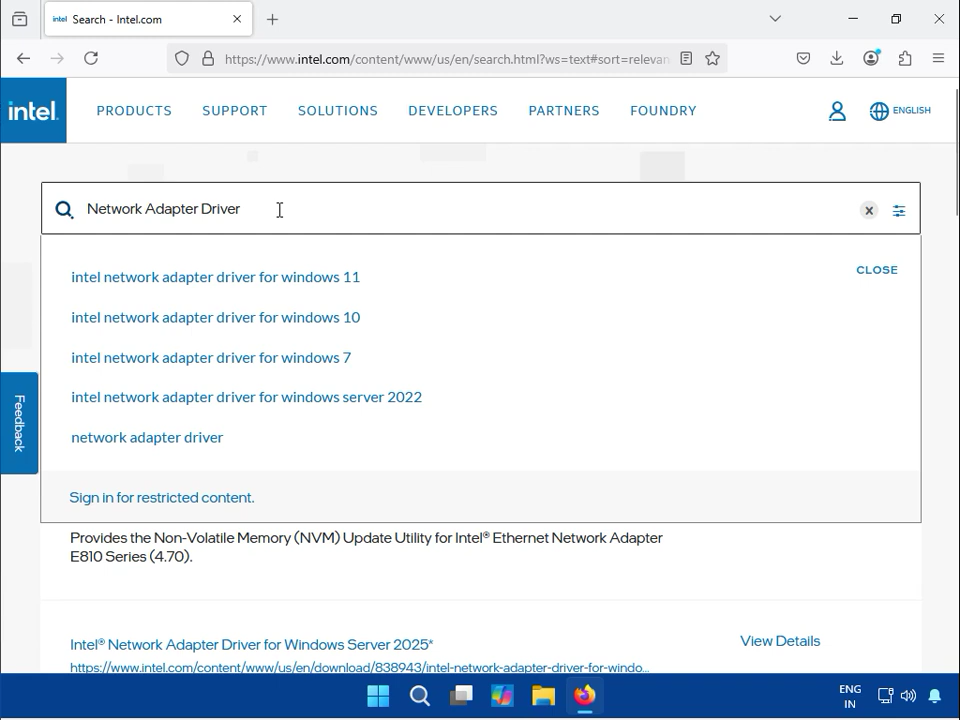 intel. Search - Intel.com
https://www.intel.com/content/www/us/en/search.html?ws=text#sort=relevan
intel. PRODUCTS SUPPORT SOLUTIONS DEVELOPERS PARTNERS FOUNDRY ENGLISH
Network Adapter Driver
intel network adapter driver for windows 11
CLOSE
intel network adapter driver for windows 10
intel network adapter driver for windows 7
intel network adapter driver for windows server 2022
Feedback
network adapter driver
Sign in for restricted content.
Provides the Non-Volatile Memory (NVM) Update Utility for Intel® Ethernet Network Adapter
E810 Series (4.70).
Intel® Network Adapter Driver for Windows Server 2025*
View Details
https://www.intel.com/content/www/us/en/download/838943/intel-network-adapter-driver-for-windo...
ENG
IN